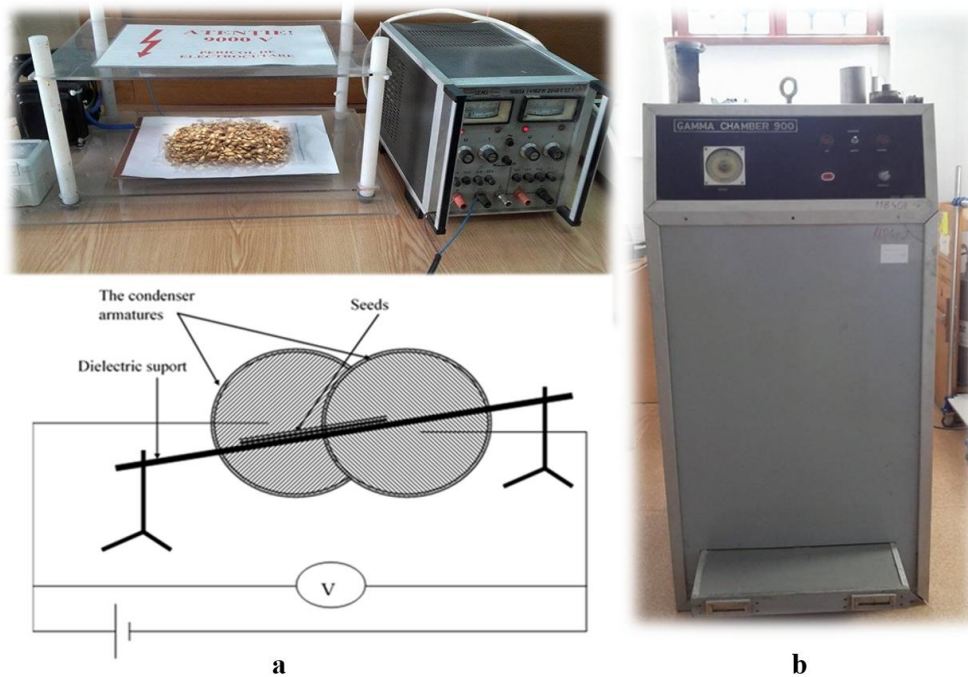 ATENTIE!
9000 V
PERICOL DE
ELECTROCUTARE
GAMMA CHAMBER 900
The condenser
armatures
Seeds
Dielectric suport
V
a
b